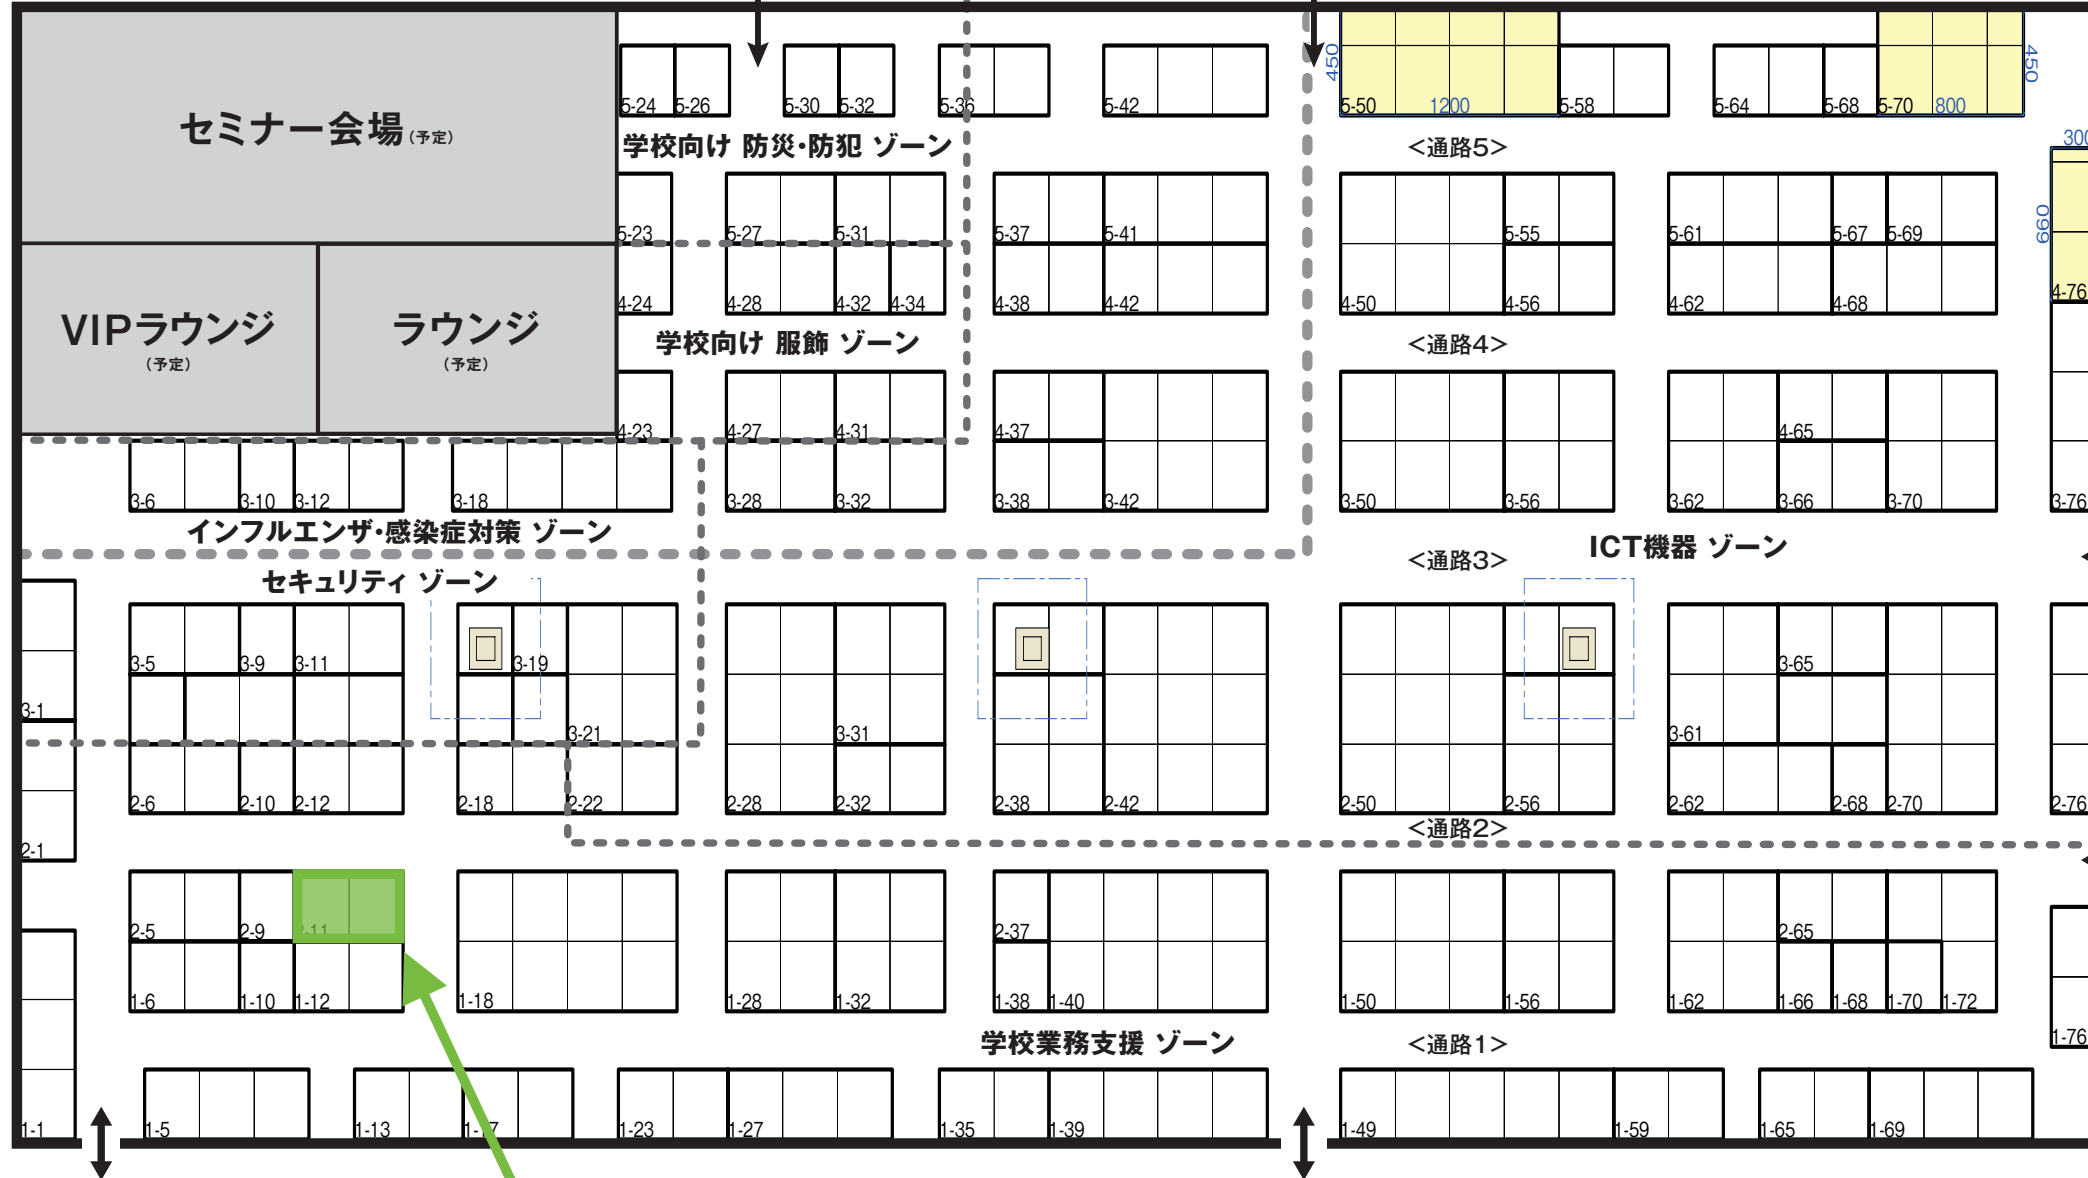 5-24 5-26 5-30 5-32 5-36 5-42 5-50 1200 5-58 5-64 5-68 5-70 800
450 450
セミナー会場(予定)
学校向け 防災・防犯 ゾーン <通路5>
300
5-23 5-27 5-31 5-37 5-41 5-55 5-61 5-67 5-69
990
4-24 4-28 4-32 4-34 4-38 4-42 4-50 4-56 4-62 4-68 4-76
VIPラウンジ ラウンジ
(予定) (予定)
学校向け 服飾 ゾーン <通路4>
4-23 4-27 4-31 4-37 4-65
3-6 3-10 3-12 3-18 3-28 3-32 3-38 3-42 3-50 3-56 3-62 3-66 3-70 3-76
インフルエンザ・感染症対策 ゾーン
<通路3> ICT機器 ゾーン
セキュリティ ゾーン
3-5 3-9 3-11 3-19 3-65
3-1 3-21 3-31 3-61
2-6 2-10 2-12 2-18 2-22 2-28 2-32 2-38 2-42 2-50 2-56 2-62 2-68 2-70 2-76
<通路2>
2-1
2-5 2-9 2-11 2-37 2-65
1-6 1-10 1-12 1-18 1-28 1-32 1-38 1-40 1-50 1-56 1-62 1-66 1-68 1-70 1-72
1-76
学校業務支援 ゾーン <通路1>
1-1 1-5 1-13 1-17 1-23 1-27 1-35 1-39 1-49 1-59 1-65 1-69